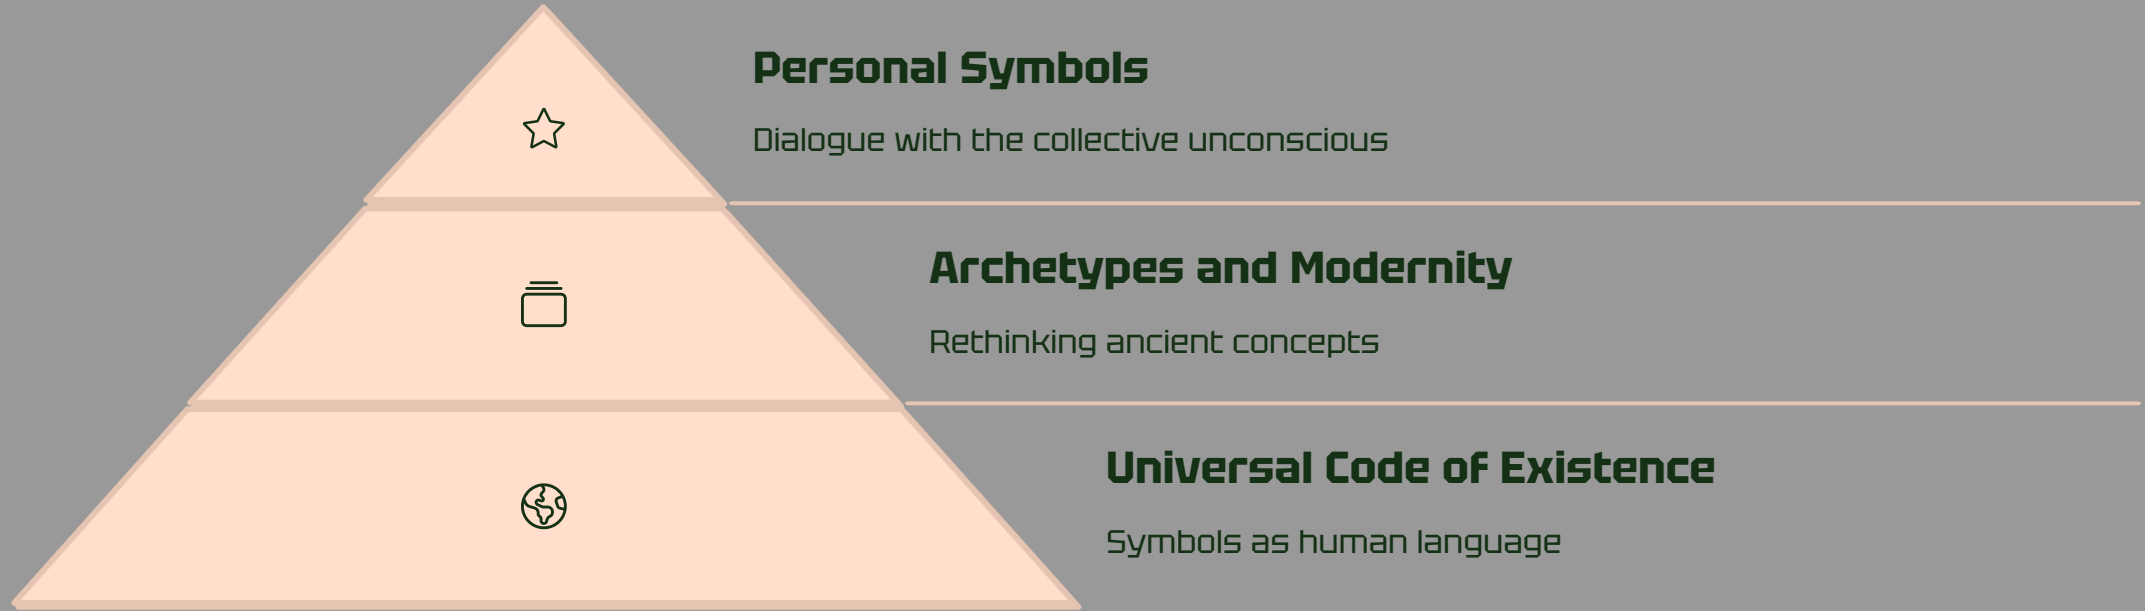 Personal Symbols
Dialogue with the collective unconscious
Archetypes and Modernity
Rethinking ancient concepts
Universal Code of Existence
Symbols as human language